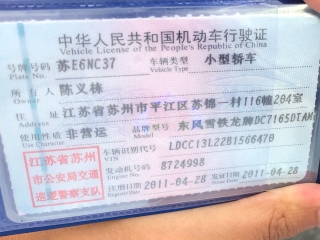 中华人民共和国机动车行驶证
Vehicle License of the People's Republic of China
号牌号码 苏E6NC37 车辆类型 小型轿车
Plate No. Vehicle Type
所有人 陈义栋
Owner
住址 江苏省苏州市平江区苏锦一村116幢204室
Address
使用性质 非营运 品牌型号 东风雪铁龙牌DC7165DTAM
Use Character Model
江苏省苏州市公安局交通巡逻警察支队
车辆识别代号 LDCC13L22B1566470
VIN
发动机号码 8724998
Engine No.
注册日期 2011-04-28 发证日期 2011-04-28
Register Date Issue Date